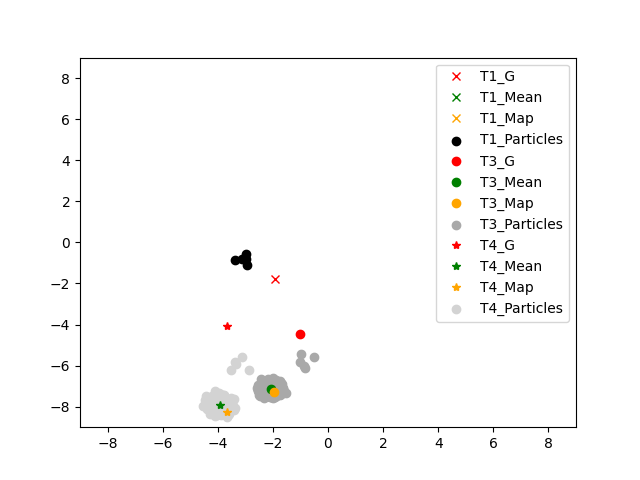 8
6
4
2
0
−2
−4
−6
−8
−8
−6
−4
−2
0
2
4
6
8
T1_G
T1_Mean
T1_Map
T1_Particles
T3_G
T3_Mean
T3_Map
T3_Particles
T4_G
T4_Mean
T4_Map
T4_Particles